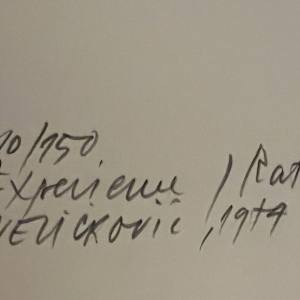 10/150
Experience / Rat
VELICKOVIC, 1974